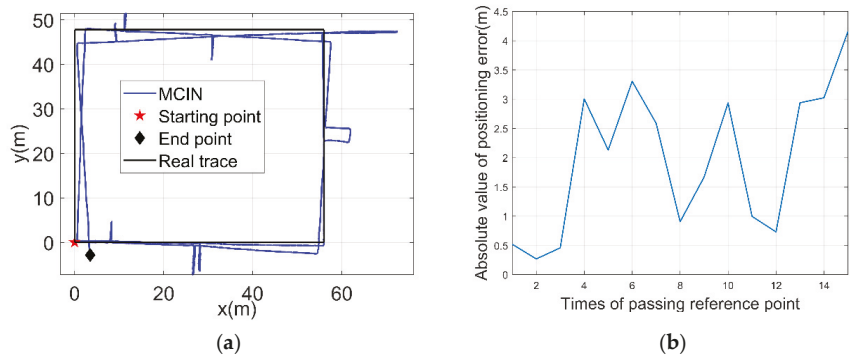 50
40
30
20
10
0
y(m)
MCIN
Starting point
End point
Real trace
0 20 40 60
x(m)
(a)
4.5
4
3.5
3
2.5
2
1.5
1
0.5
0
Absolute value of positioning error(m)
2 4 6 8 10 12 14
Times of passing reference point
(b)